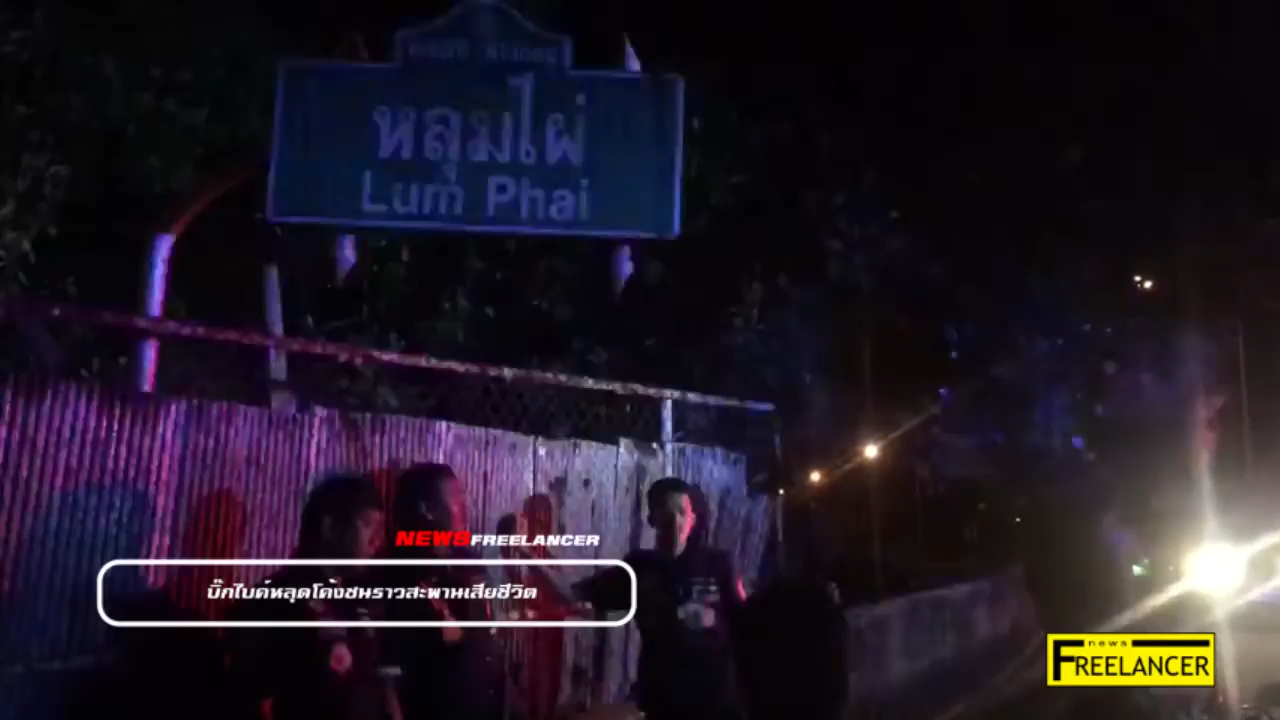 หลุมไผ่
Lum Phai
NEWSFREELANCER
บิ๊กไบค์หลุดโค้งชนราวสะพานเสียชีวิต
news
FREELANCER